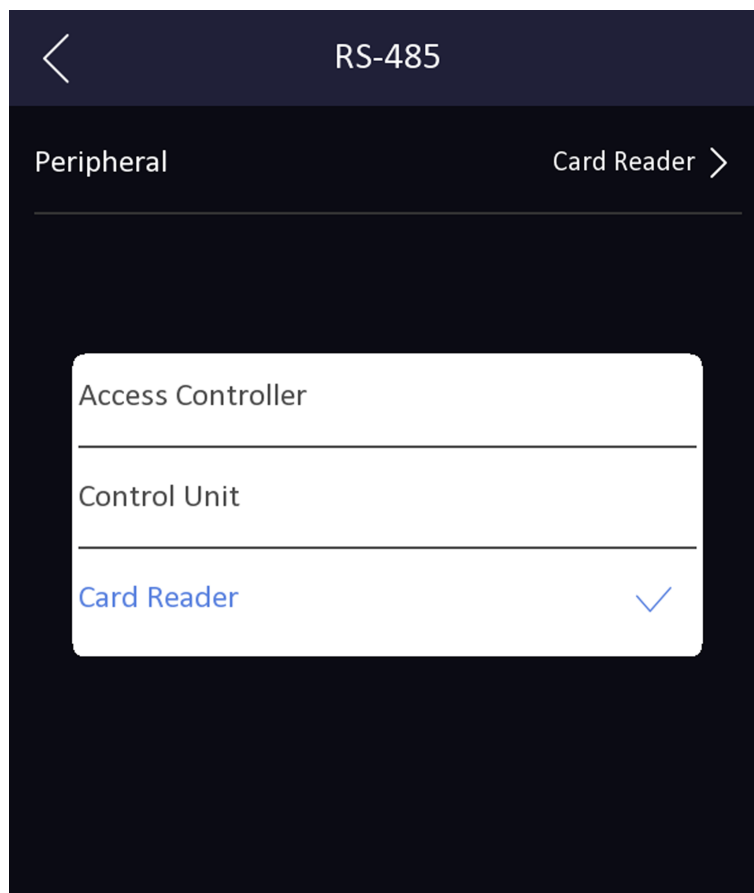 RS-485
Peripheral Card Reader
Access Controller
Control Unit
Card Reader